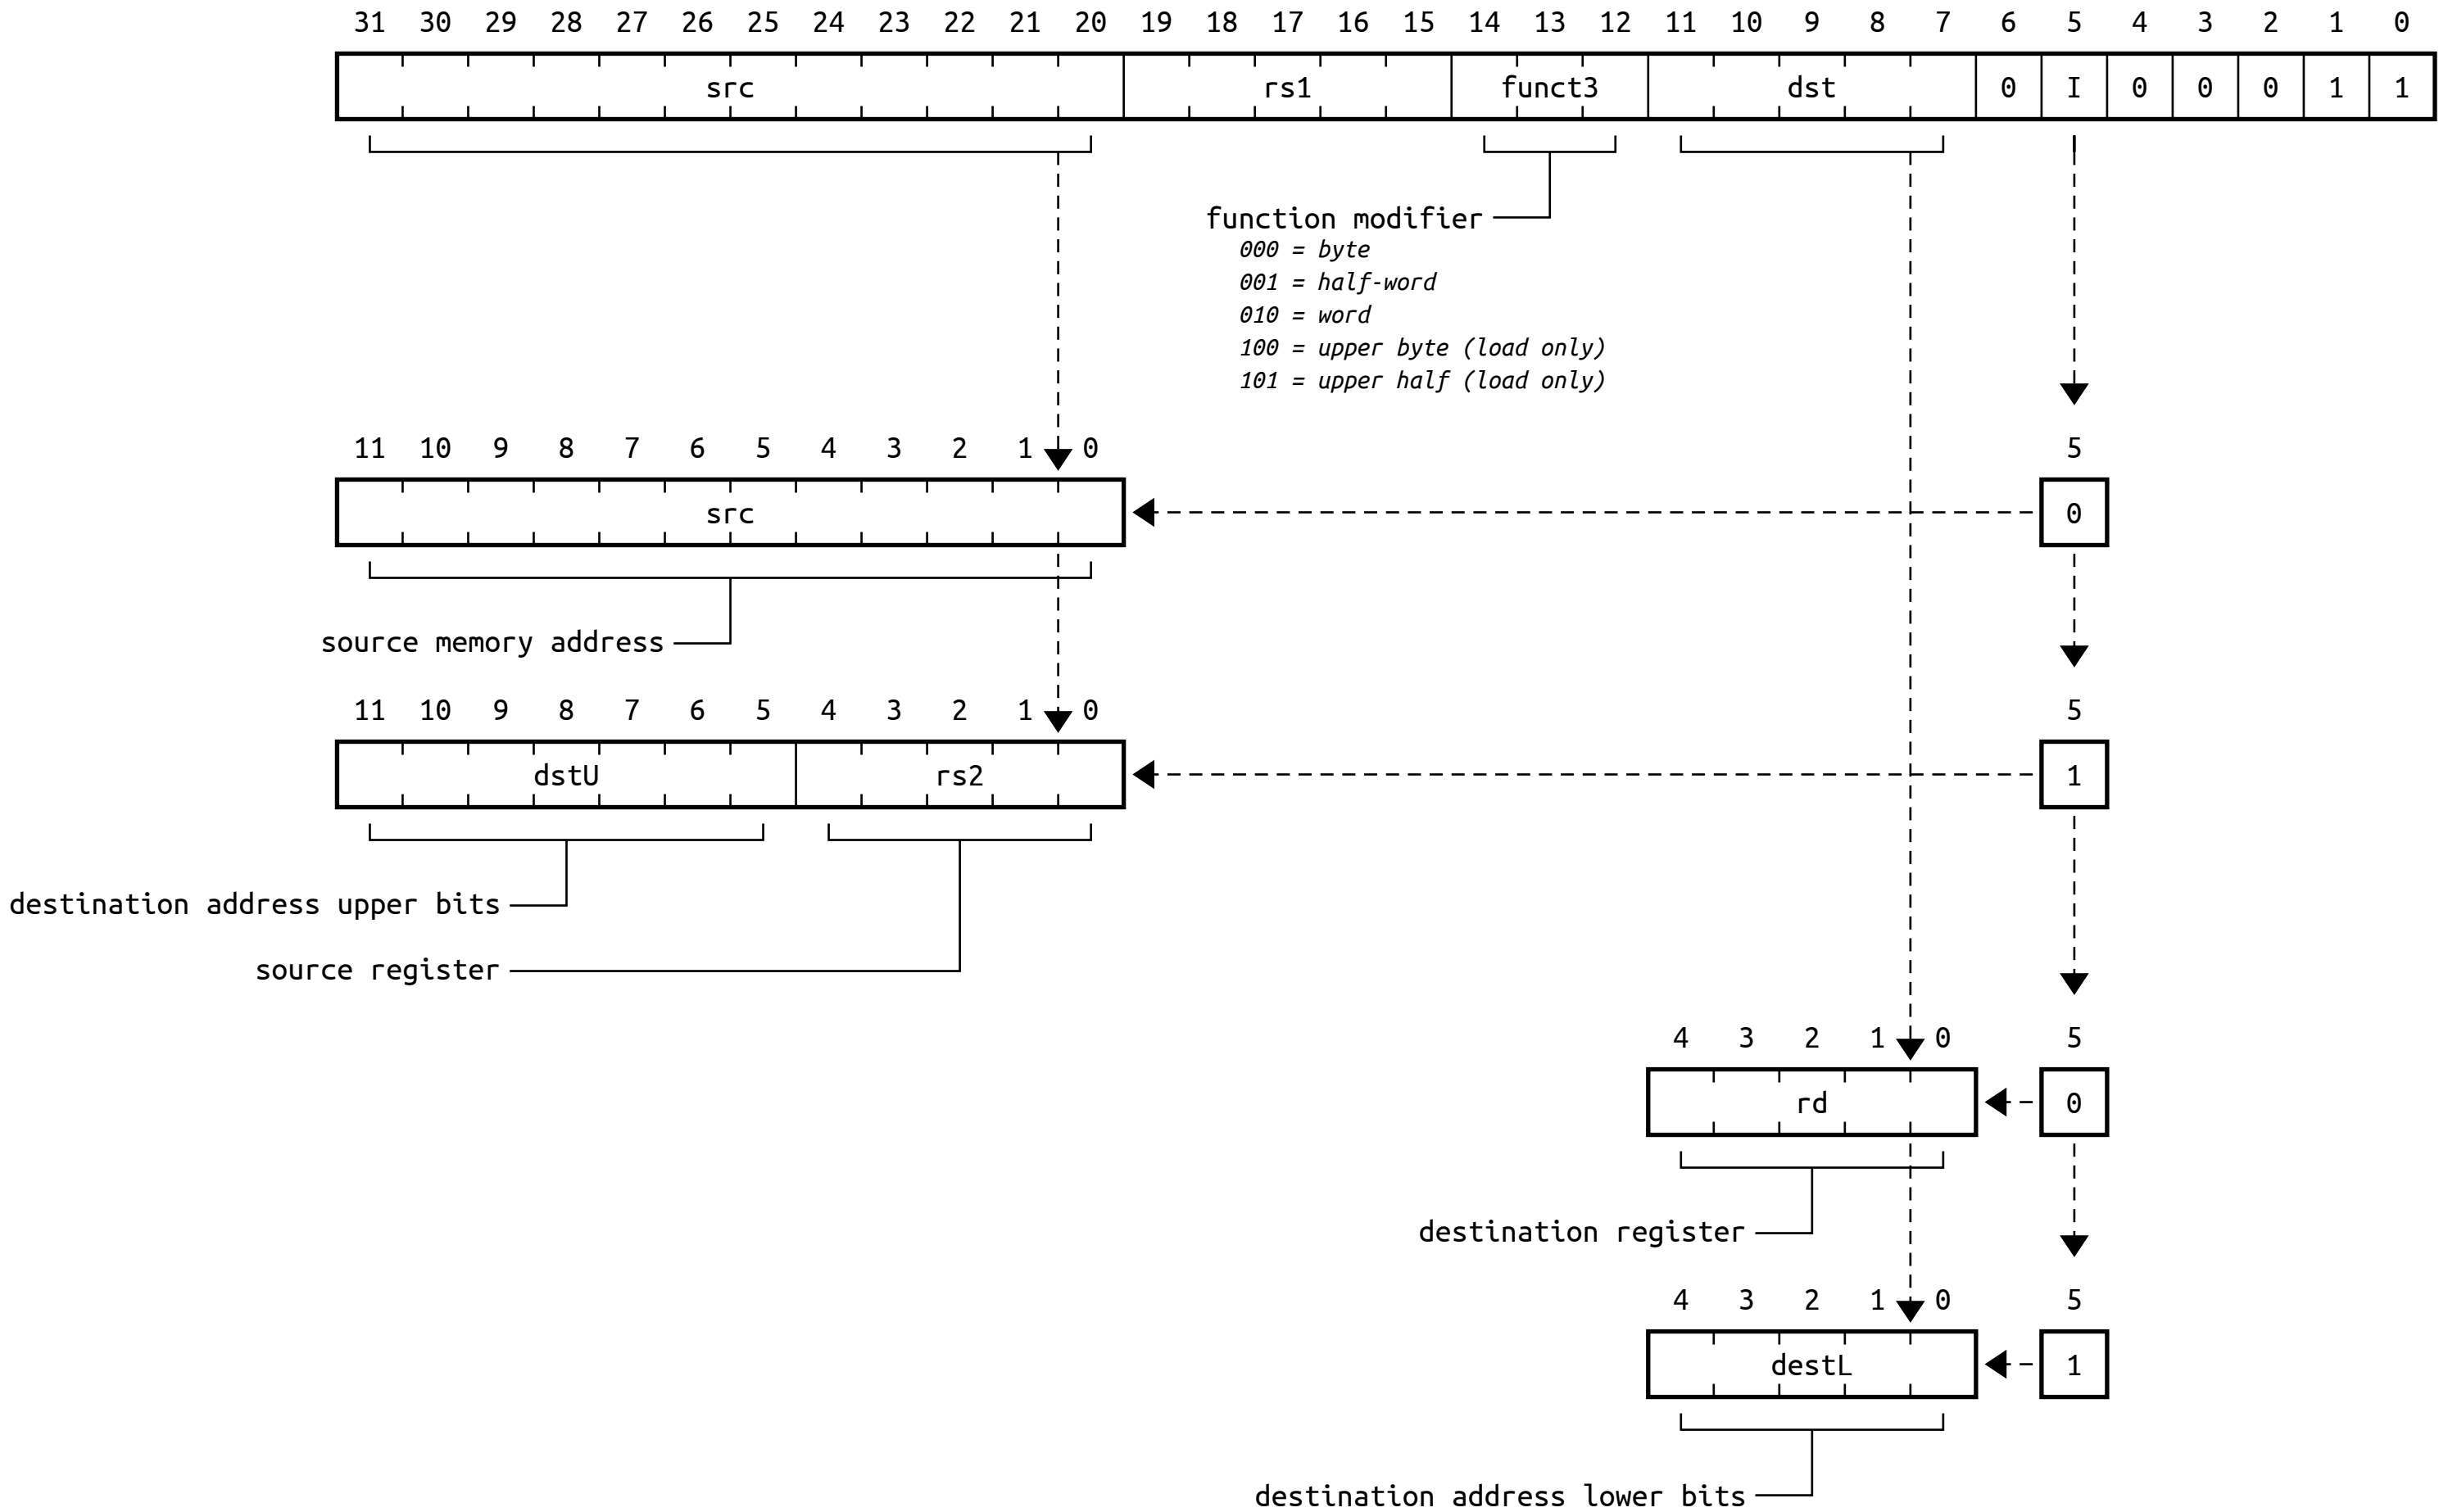 31 30 29 28 27 26 25 24 23 22 21 20 19 18 17 16 15 14 13 12 11 10 9 8 7 6 5 4 3 2 1 0
src rs1 funct3 dst 0 I 0 0 0 1 1
function modifier
000 = byte
001 = half-word
010 = word
100 = upper byte (load only)
101 = upper half (load only)
11 10 9 8 7 6 5 4 3 2 1 0 5
src 0
source memory address
11 10 9 8 7 6 5 4 3 2 1 0 5
dstU rs2 1
destination address upper bits
source register
4 3 2 1 0 5
rd 0
destination register
4 3 2 1 0 5
destL 1
destination address lower bits